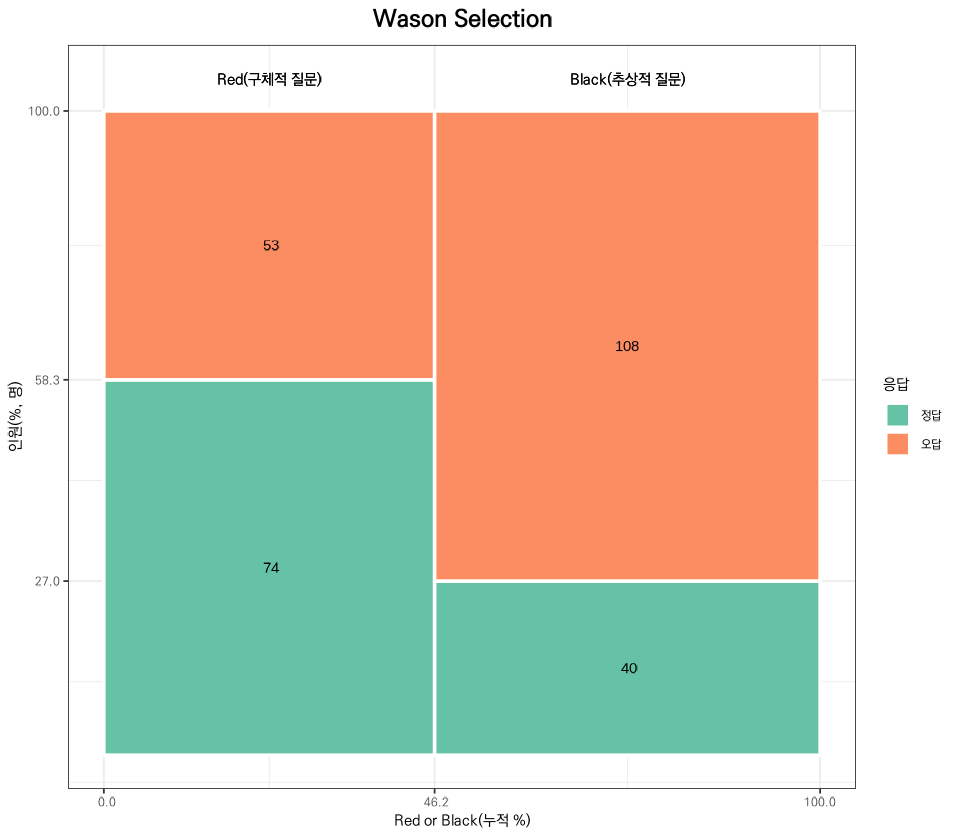 Wason Selection
Red(구체적 질문)
Black(추상적 질문)
100.0
53
108
58.3
인원(%, 명)
응답
정답
오답
74
27.0
40
0.0
46.2
100.0
Red or Black(누적 %)